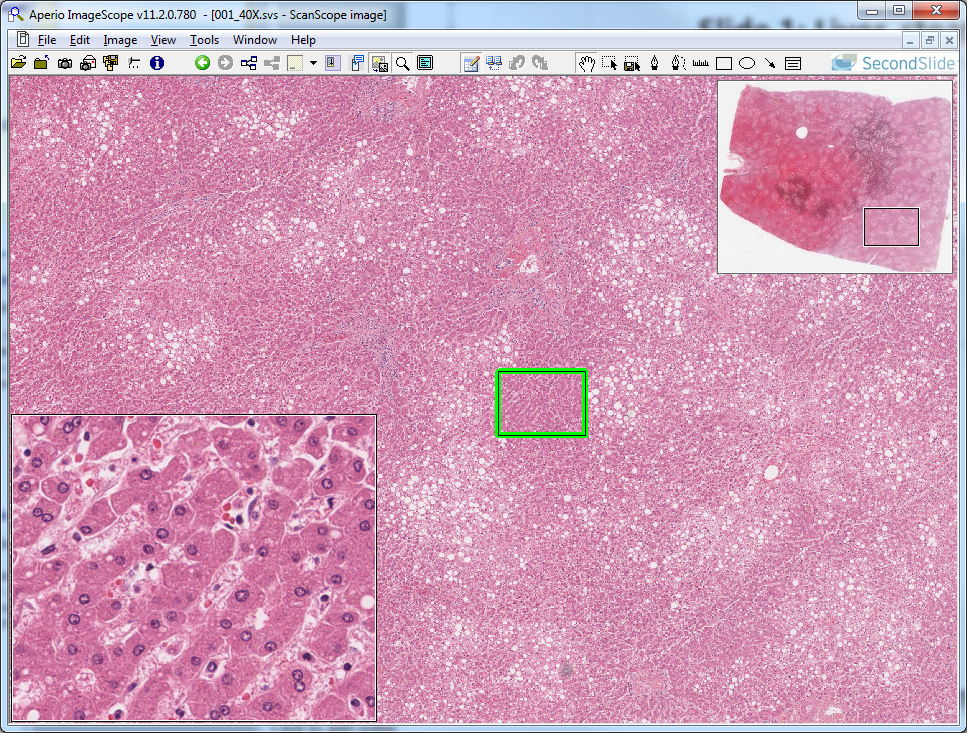 Aperio ImageScope v11.2.0.780 - [001_40X.svs - ScanScope image]
File Edit Image View Tools Window Help
SecondSlide